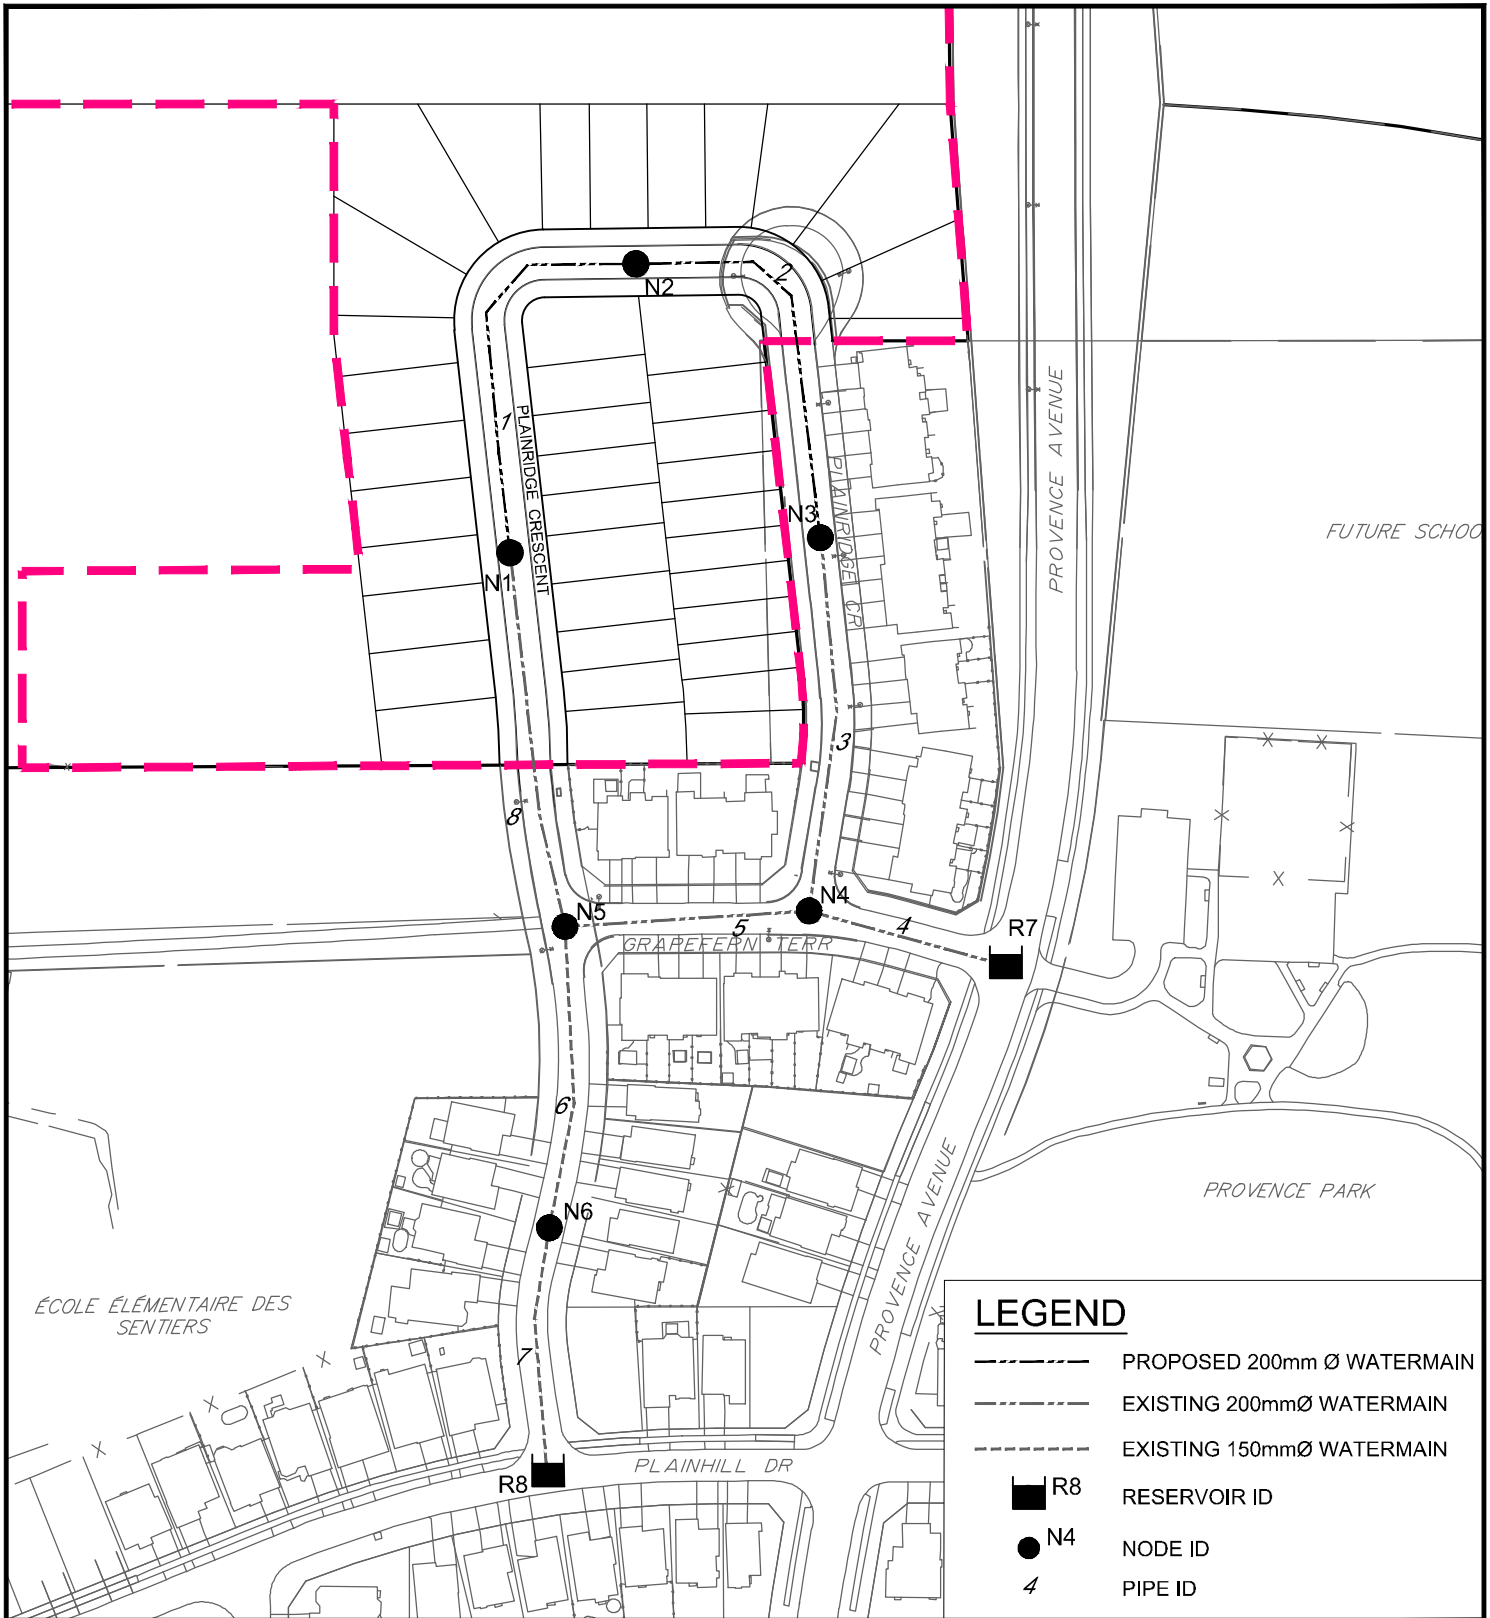 2
N2
1
PLAINRIDGE CRESCENT
PROVENCE AVENUE
N3
PLAINRIDGE CR
FUTURE SCHOO
N1
3
8
N4
N5
5
4
R7
GRAPEFERN TERR
6
PROVENCE AVENUE
PROVENCE PARK
N6
ÉCOLE ÉLÉMENTAIRE DES
SENTIERS
7
PLAINHILL DR
R8
LEGEND
PROPOSED 200mm Ø WATERMAIN
EXISTING 200mmØ WATERMAIN
EXISTING 150mmØ WATERMAIN
R8 RESERVOIR ID
N4 NODE ID
4 PIPE ID